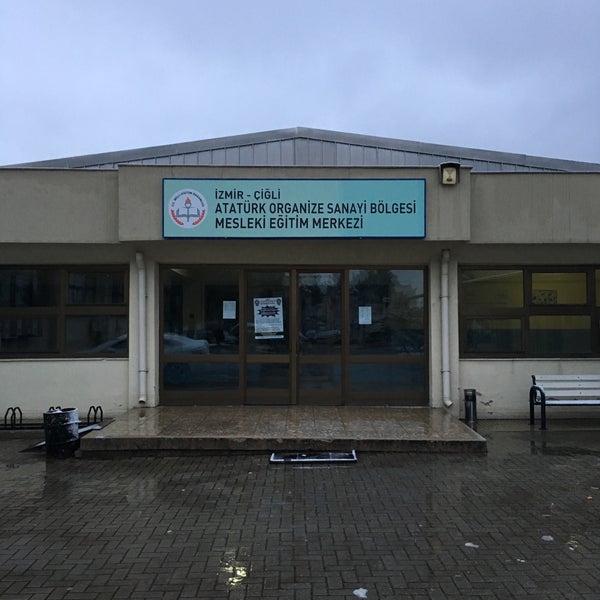 İZMİR - ÇİĞLİ
ATATÜRK ORGANİZE SANAYİ BÖLGESİ
MESLEKİ EĞİTİM MERKEZİ